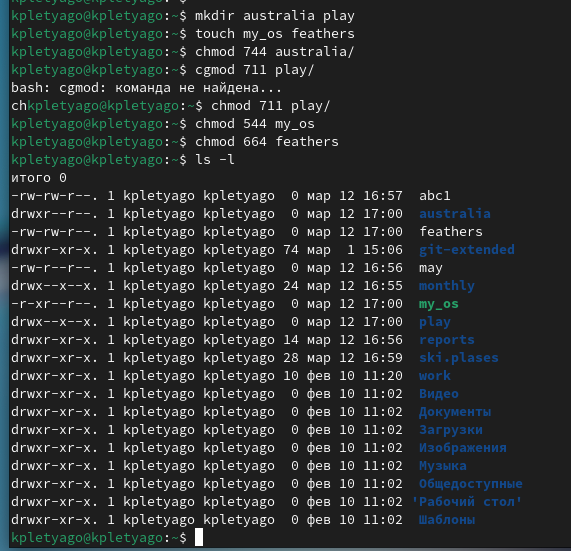 kpletyago@kpletyago:~$ mkdir australia play
kpletyago@kpletyago:~$ touch my_os feathers
kpletyago@kpletyago:~$ chmod 744 australia/
kpletyago@kpletyago:~$ cgmod 711 play/
bash: cgmod: команда не найдена...
chkpletyago@kpletyago:~$ chmod 711 play/
kpletyago@kpletyago:~$ chmod 544 my_os
kpletyago@kpletyago:~$ chmod 664 feathers
kpletyago@kpletyago:~$ ls -l
итого 0
-rw-rw-r--. 1 kpletyago kpletyago  0 мар 12 16:57  abc1
drwxr--r--. 1 kpletyago kpletyago  0 мар 12 17:00  australia
-rw-rw-r--. 1 kpletyago kpletyago  0 мар 12 17:00  feathers
drwxr-xr-x. 1 kpletyago kpletyago 74 мар  1 15:06  git-extended
-rw-r--r--. 1 kpletyago kpletyago  0 мар 12 16:56  may
drwx--x--x. 1 kpletyago kpletyago 24 мар 12 16:55  monthly
-r-xr--r--. 1 kpletyago kpletyago  0 мар 12 17:00  my_os
drwx--x--x. 1 kpletyago kpletyago  0 мар 12 17:00  play
drwxr-xr-x. 1 kpletyago kpletyago 14 мар 12 16:56  reports
drwxr-xr-x. 1 kpletyago kpletyago 28 мар 12 16:59  ski.plases
drwxr-xr-x. 1 kpletyago kpletyago 10 фев 10 11:20  work
drwxr-xr-x. 1 kpletyago kpletyago  0 фев 10 11:02  Видео
drwxr-xr-x. 1 kpletyago kpletyago  0 фев 10 11:02  Документы
drwxr-xr-x. 1 kpletyago kpletyago  0 фев 10 11:02  Загрузки
drwxr-xr-x. 1 kpletyago kpletyago  0 фев 10 11:02  Изображения
drwxr-xr-x. 1 kpletyago kpletyago  0 фев 10 11:02  Музыка
drwxr-xr-x. 1 kpletyago kpletyago  0 фев 10 11:02  Общедоступные
drwxr-xr-x. 1 kpletyago kpletyago  0 фев 10 11:02 'Рабочий стол'
drwxr-xr-x. 1 kpletyago kpletyago  0 фев 10 11:02  Шаблоны
kpletyago@kpletyago:~$